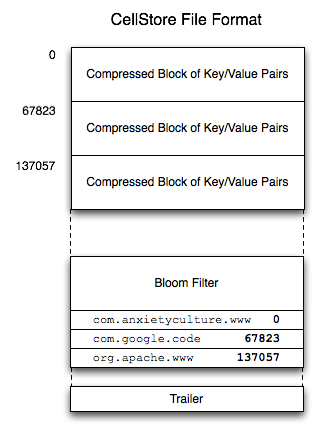 CellStore File Format
0
Compressed Block of Key/Value Pairs
67823
Compressed Block of Key/Value Pairs
137057
Compressed Block of Key/Value Pairs
Bloom Filter
com.anxietyculture.www 0
com.google.code 67823
org.apache.www 137057
Trailer